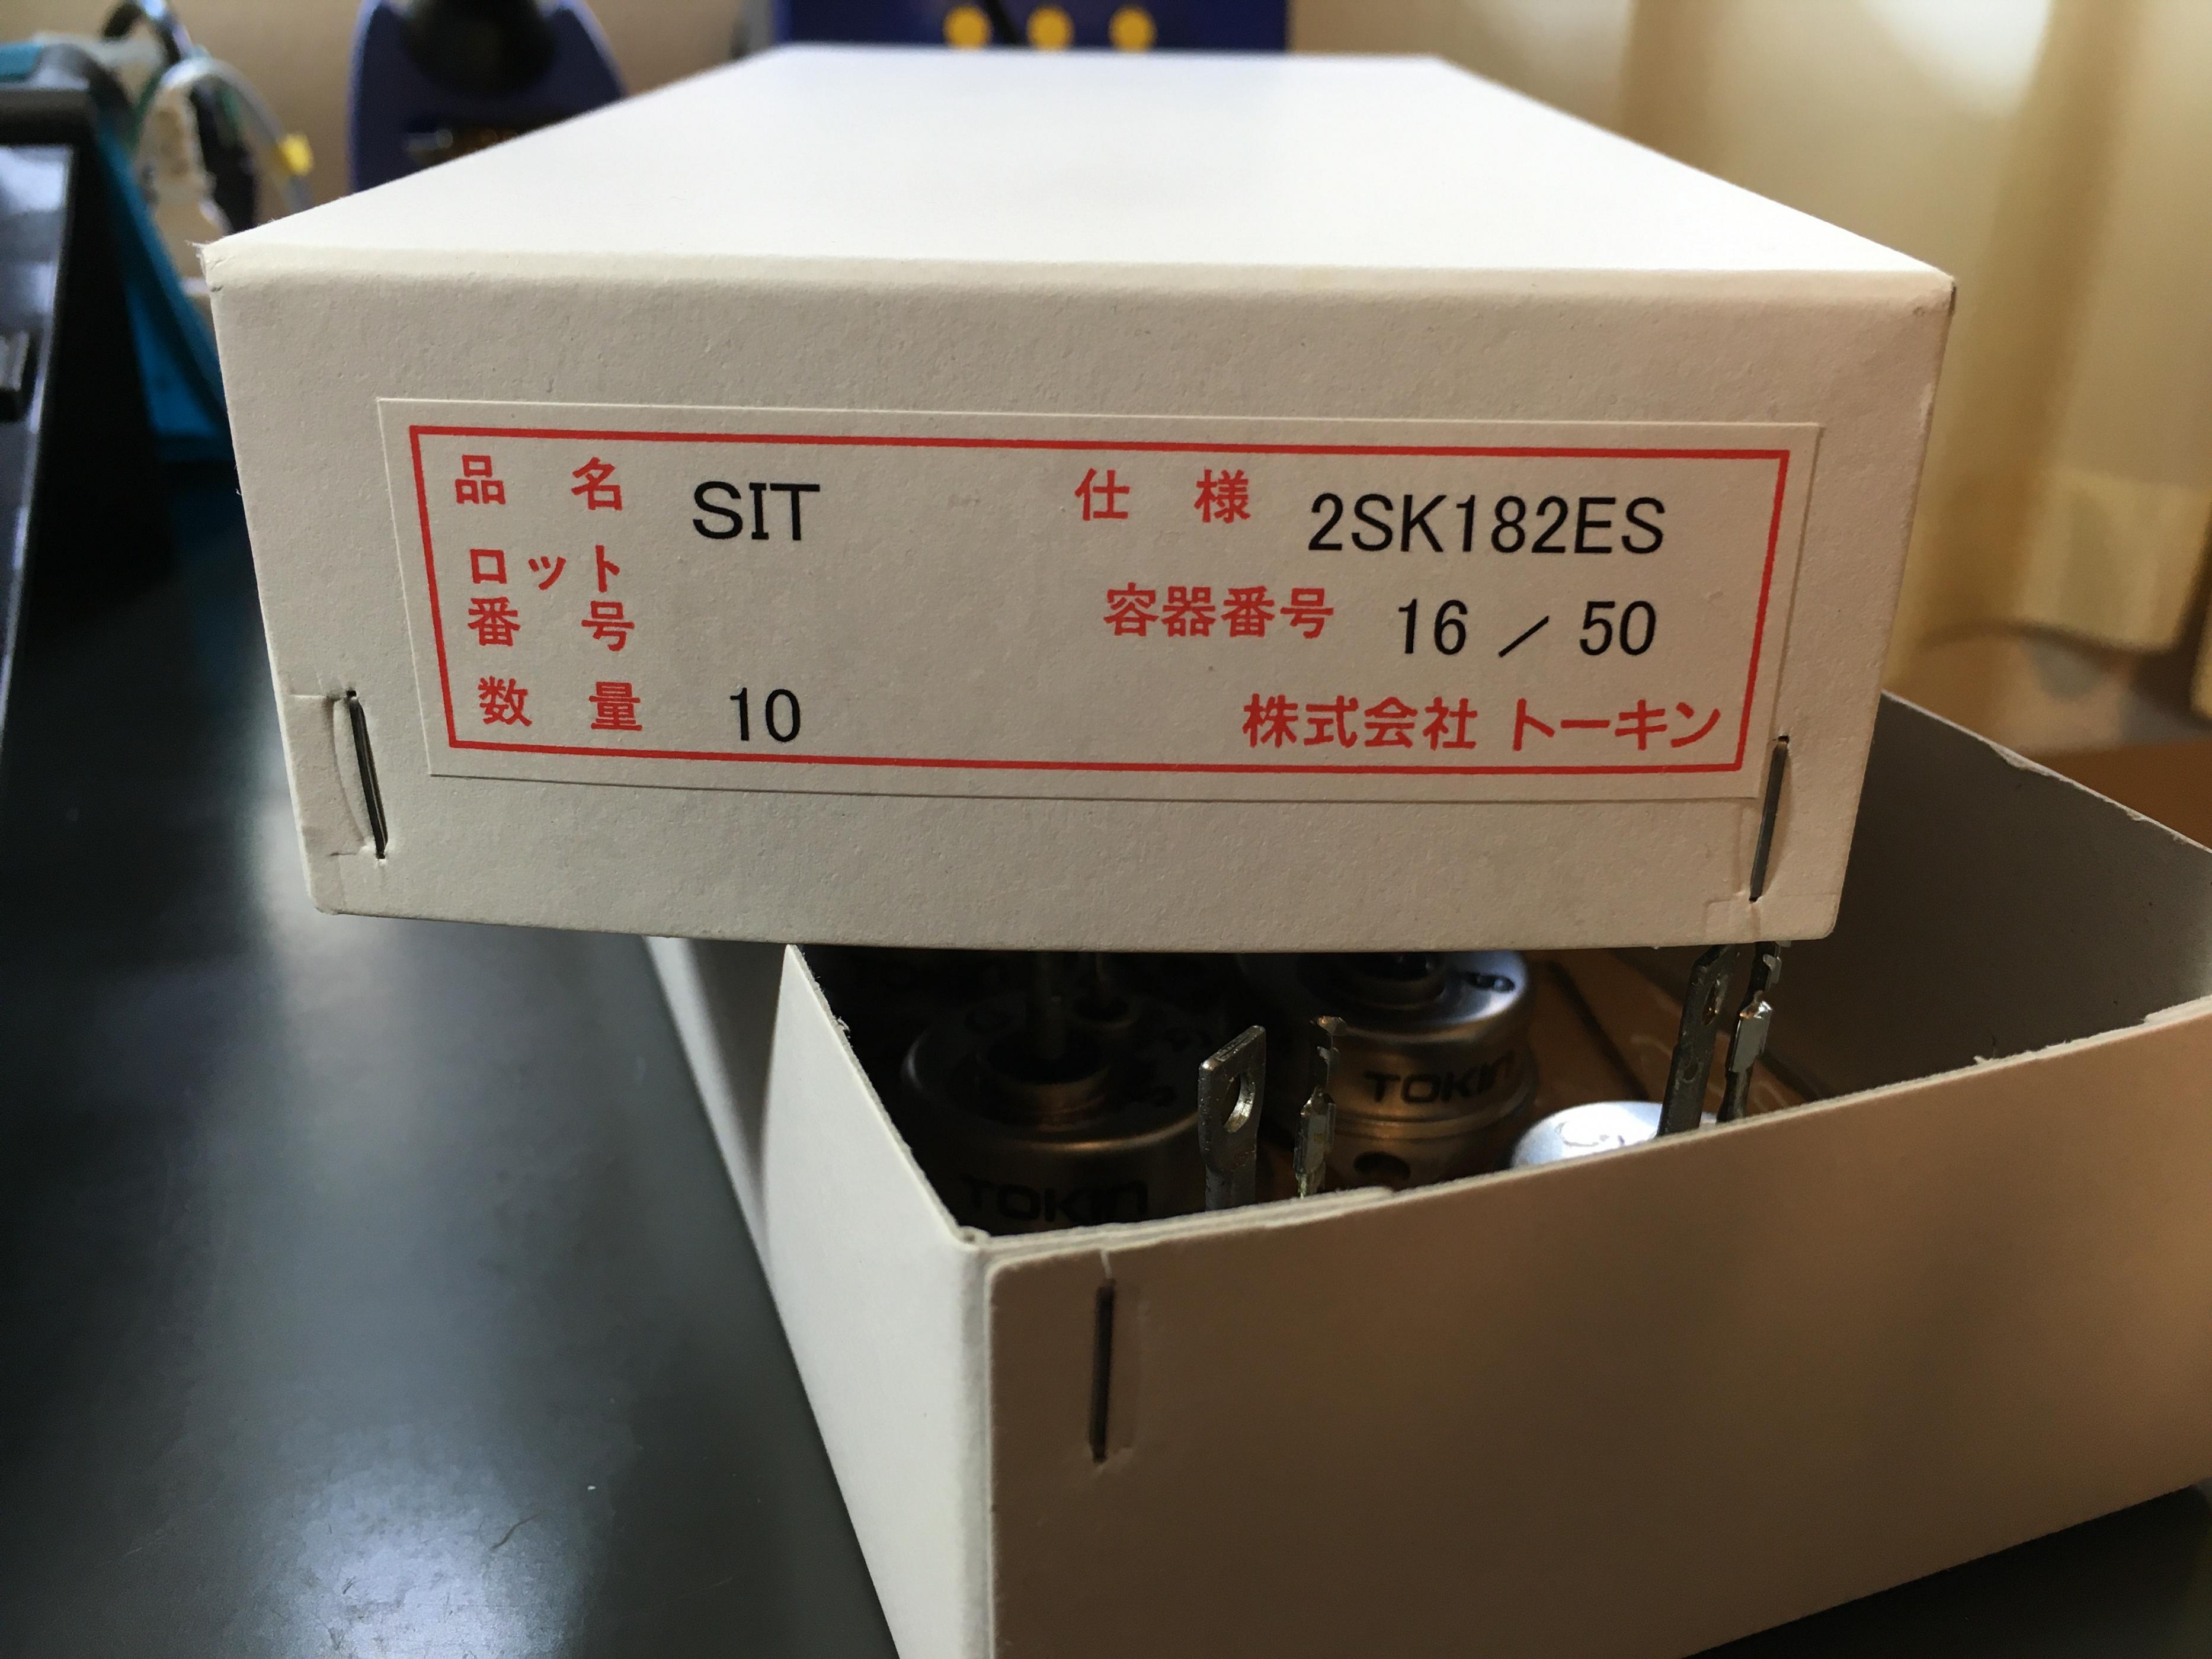 品 名 SIT 仕 様 2SK182ES
ロット
番 号 容器番号 16 / 50
数 量 10 株式会社 トーキン
TOKIN
TOKIN